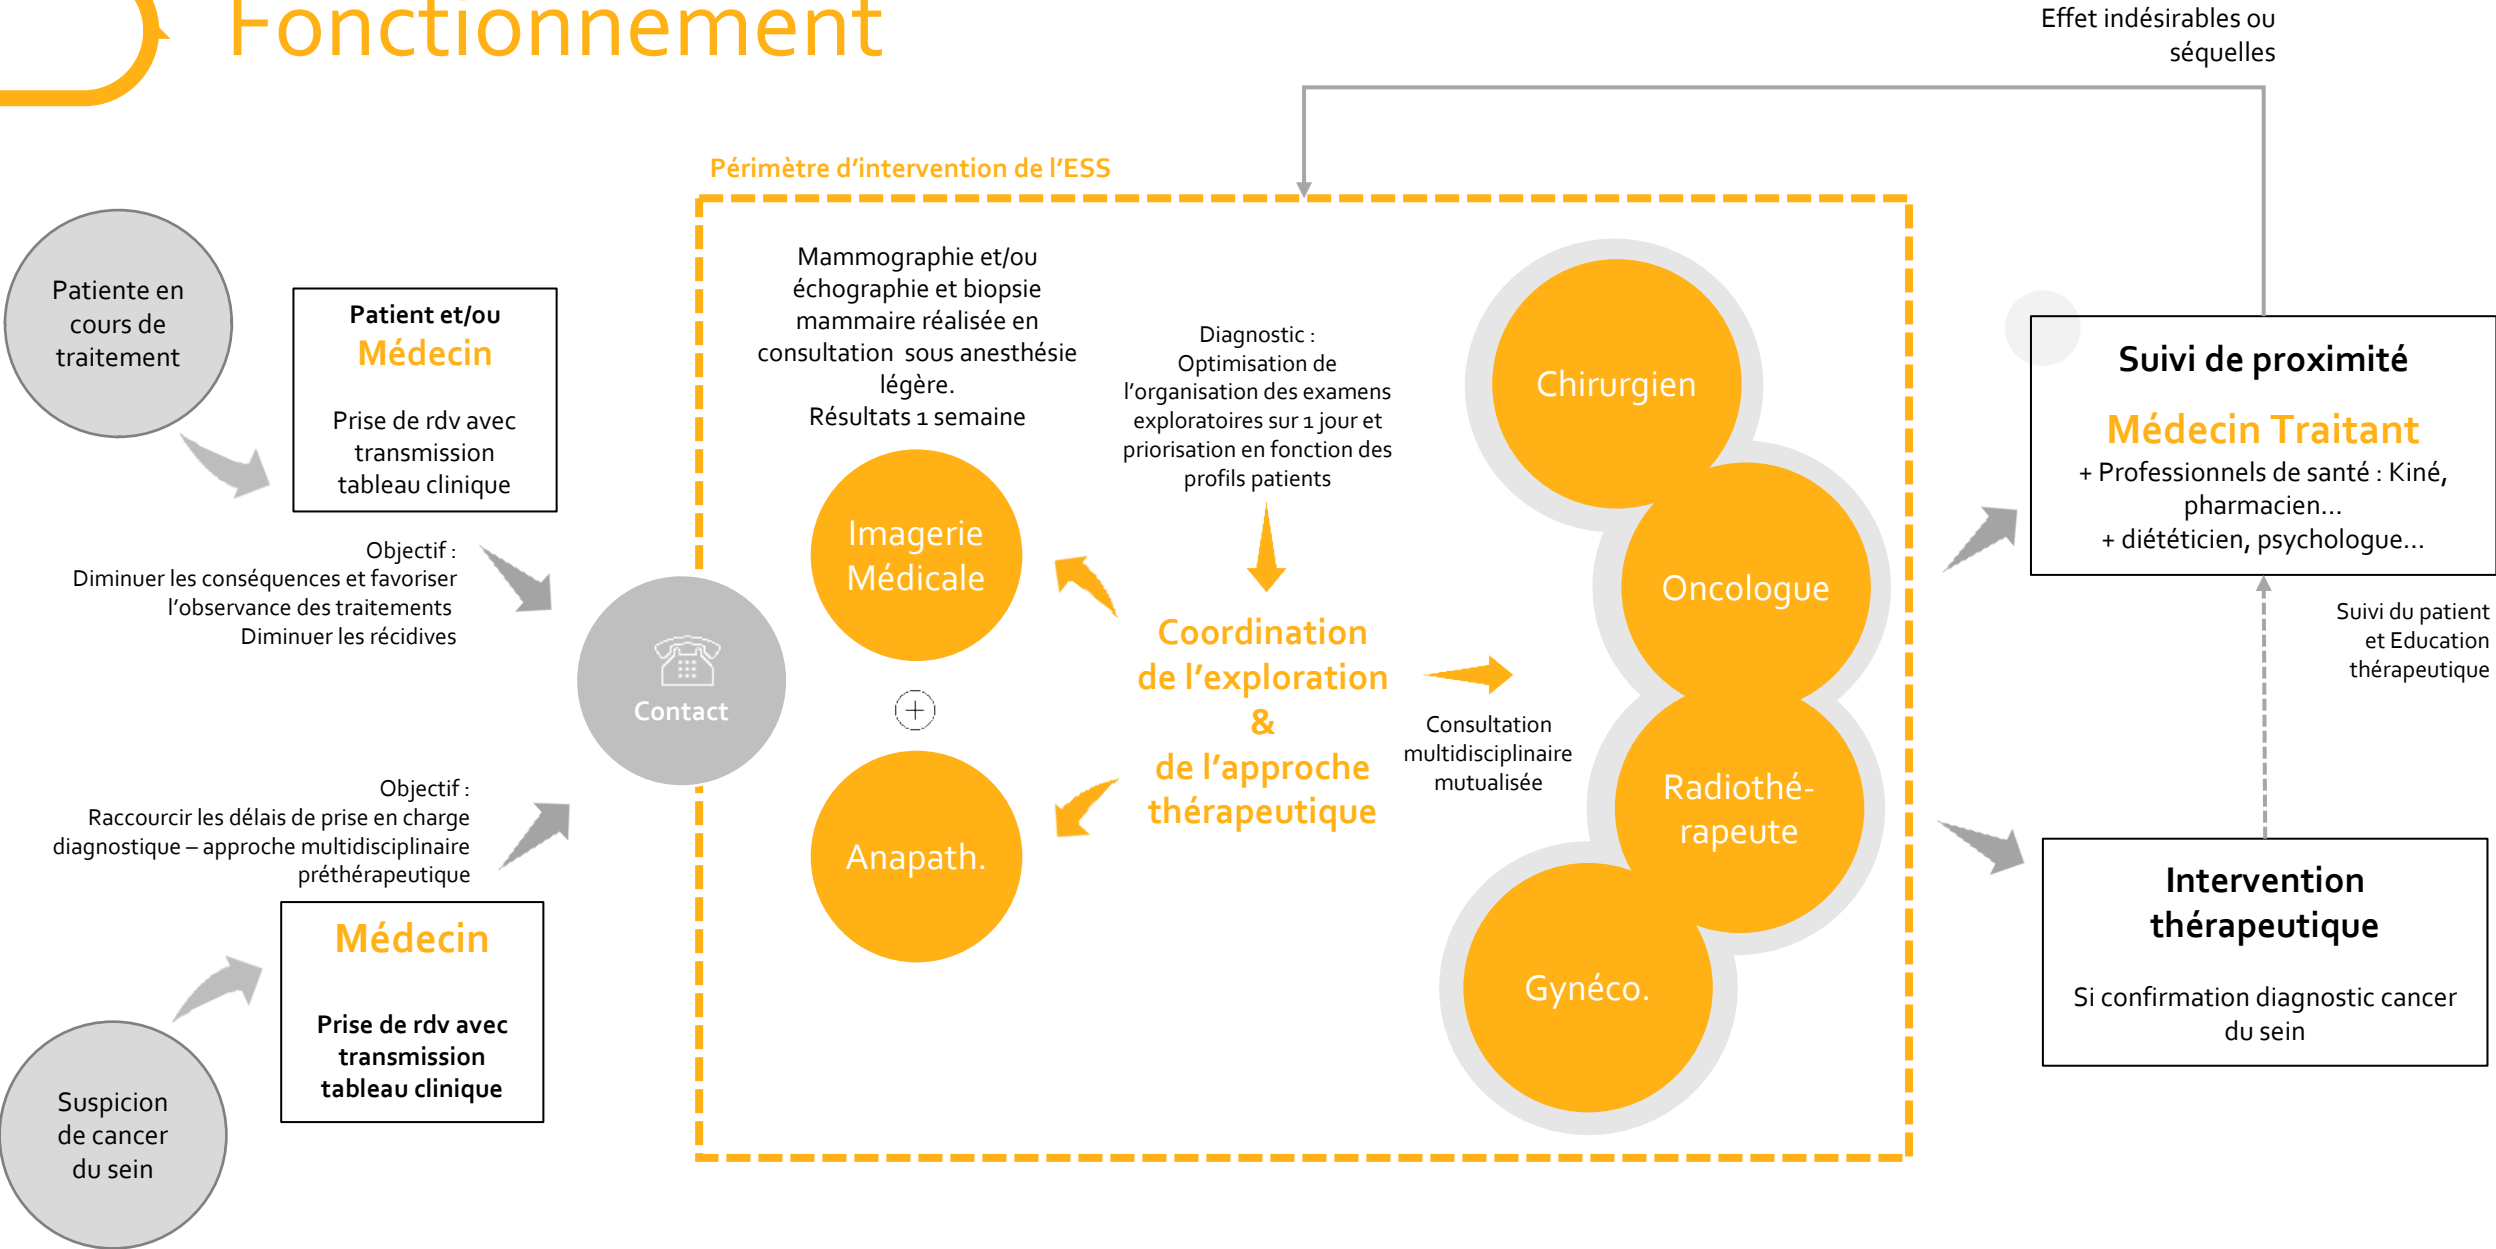 Fonctionnement
Effet indésirables ou
séquelles
Périmètre d’intervention de l’ESS
Patiente en
cours de
traitement
Patient et/ou
Médecin
Prise de rdv avec
transmission
tableau clinique
Objectif :
Diminuer les conséquences et favoriser
l’observance des traitements
Diminuer les récidives
Contact
Objectif :
Raccourcir les délais de prise en charge
diagnostique – approche multidisciplinaire
préthérapeutique
Médecin
Prise de rdv avec
transmission
tableau clinique
Suspicion
de cancer
du sein
Mammographie et/ou
échographie et biopsie
mammaire réalisée en
consultation sous anesthésie
légère.
Résultats 1 semaine
Imagerie
Médicale
+
Anapath.
Diagnostic :
Optimisation de
l’organisation des examens
exploratoires sur 1 jour et
priorisation en fonction des
profils patients
Coordination
de l’exploration
&
de l’approche
thérapeutique
Consultation
multidisciplinaire
mutualisée
Chirurgien
Oncologue
Radiothé-
rapeute
Gynéco.
Suivi de proximité
Médecin Traitant
+ Professionnels de santé : Kiné,
pharmacien...
+ diététicien, psychologue...
Suivi du patient
et Education
thérapeutique
Intervention
thérapeutique
Si confirmation diagnostic cancer
du sein